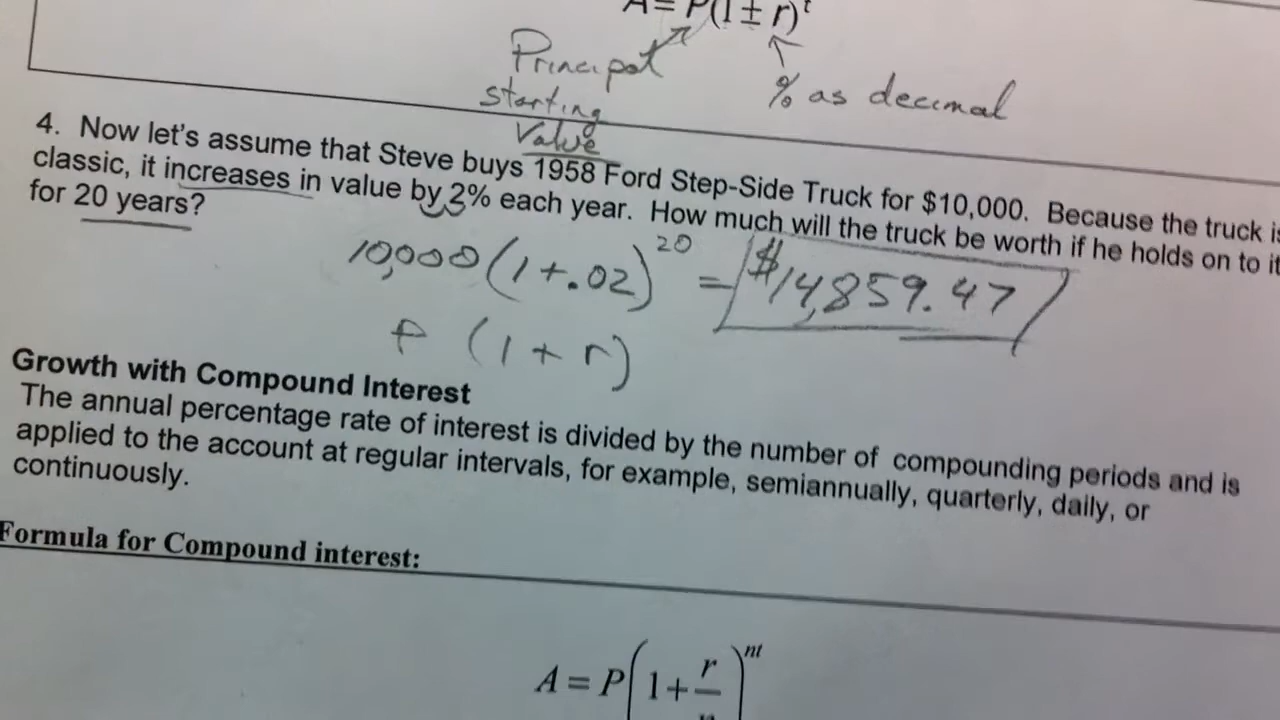 A = P(1 ± r)^t
Principal
starting
Value
% as decimal
4. Now let's assume that Steve buys 1958 Ford Step-Side Truck for $10,000. Because the truck is
classic, it increases in value by 2% each year. How much will the truck be worth if he holds on to it
for 20 years?
10,000 (1 + .02)^20 = $14,859.47
P (1 + r)
Growth with Compound Interest
The annual percentage rate of interest is divided by the number of compounding periods and is
applied to the account at regular intervals, for example, semiannually, quarterly, daily, or
continuously.
Formula for Compound interest:
A = P(1 + r/n)^nt